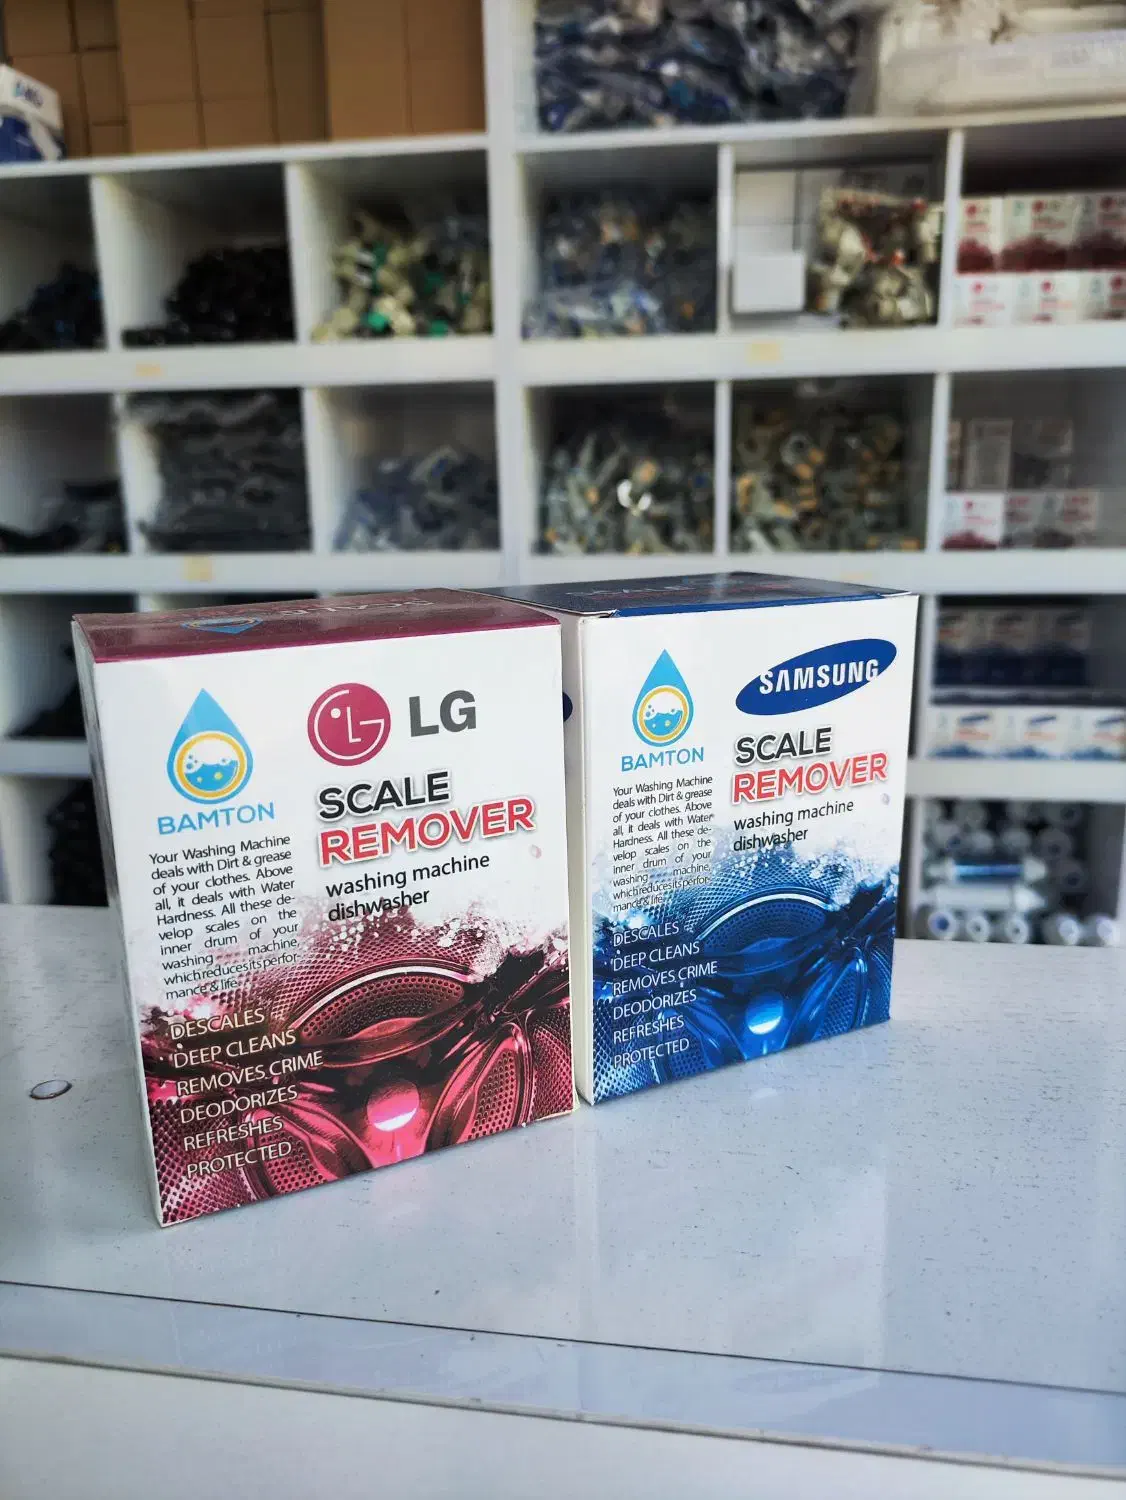 LG
SCALE
REMOVER
washing machine
dishwasher
BAMTON
Your Washing Machine
deals with Dirt & grease
of your clothes. Above
all, it deals with Water
Hardness. All these de-
velop scales on the
inner drum of your
washing machine,
which reduces its perfor-
mance & life.
DESCALES
DEEP CLEANS
REMOVES CRIME
DEODORIZES
REFRESHES
PROTECTED
SAMSUNG
SCALE
REMOVER
washing machine
dishwasher
BAMTON
Your Washing Machine
deals with Dirt & grease
of your clothes. Above
all, it deals with Water
Hardness. All these de-
velop scales on the
inner drum of your
washing machine,
which reduces its perfor-
mance & life.
DESCALES
DEEP CLEANS
REMOVES CRIME
DEODORIZES
REFRESHES
PROTECTED